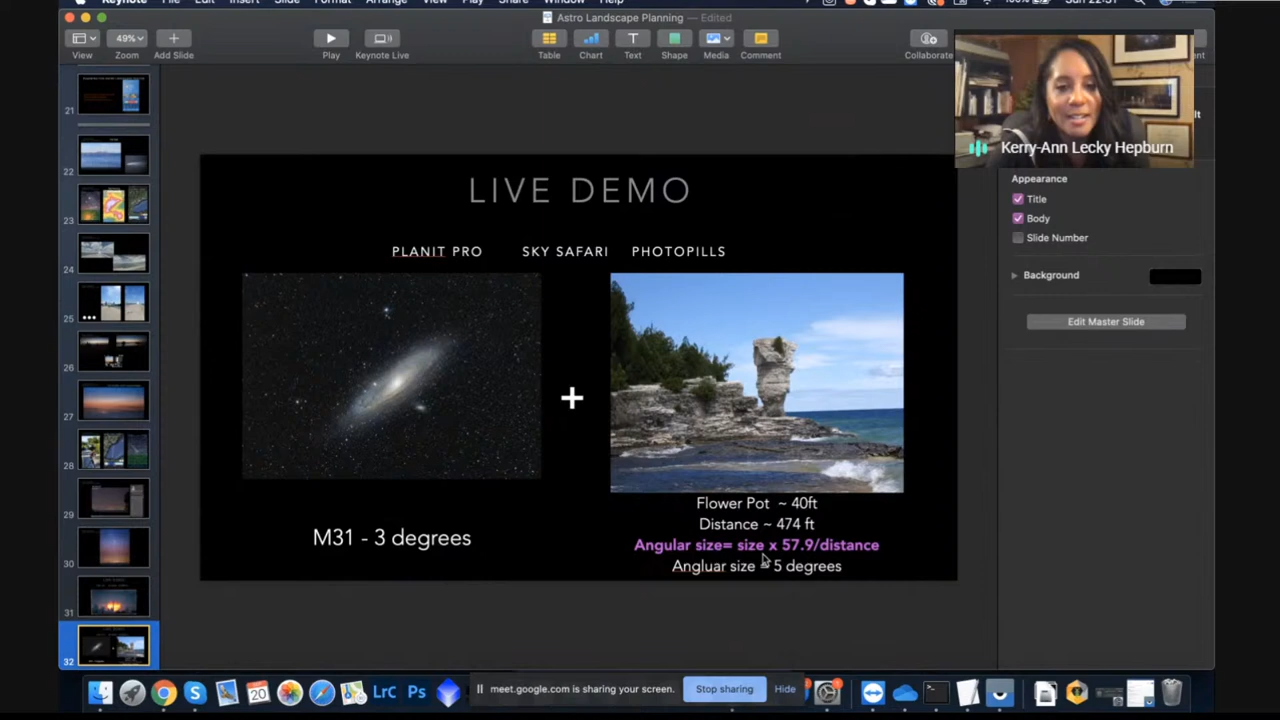 Keynote File Edit Insert Slide Format Arrange View Play Share Window Help
Astro Landscape Planning — Edited
49%
View Zoom Add Slide Play Keynote Live Table Chart Text Shape Media Comment Collaborate
Kerry-Ann Lecky Hepburn
Appearance
Title
Body
Slide Number
Background
Edit Master Slide
21
22
23
24
25
26
27
28
29
30
31
32
LIVE DEMO
PLANIT PRO SKY SAFARI PHOTOPILLS
+
M31 - 3 degrees
Flower Pot ~ 40ft
Distance ~ 474 ft
Angular size= size x 57.9/distance
Angluar size ~ 5 degrees
20
LrC Ps
meet.google.com is sharing your screen. Stop sharing Hide